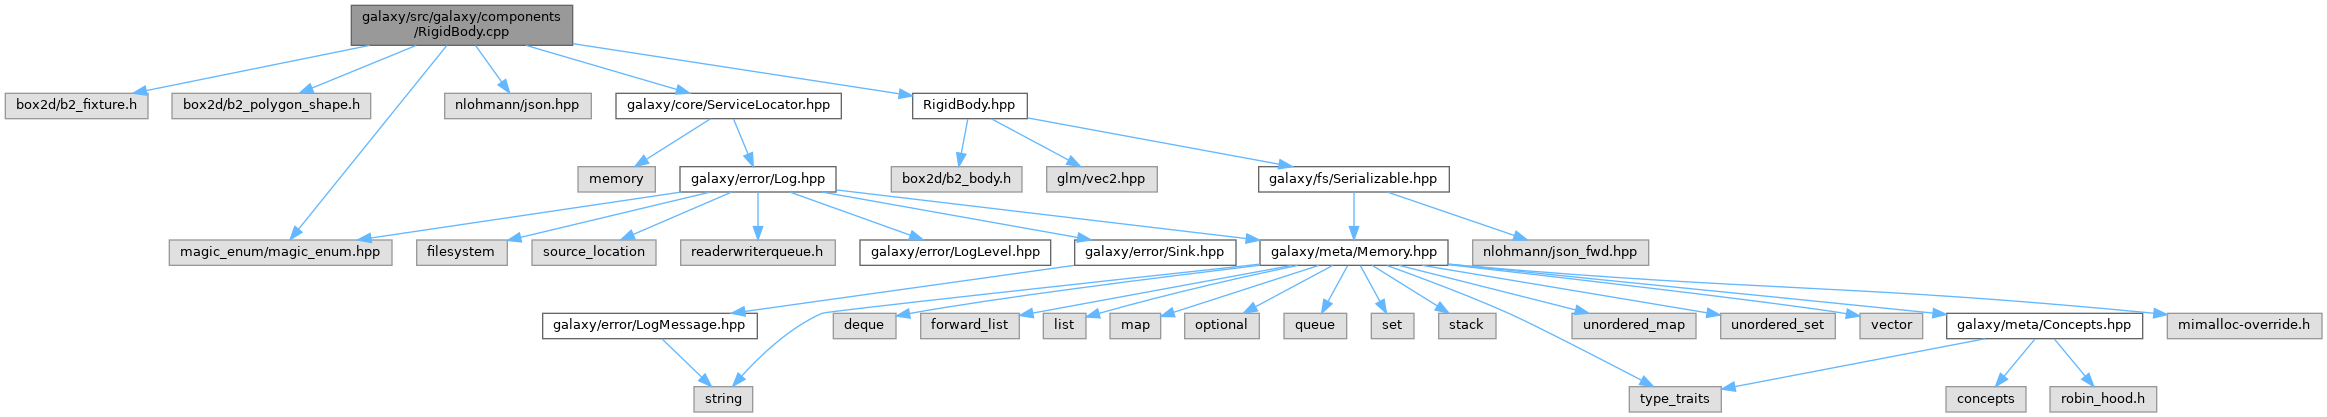 galaxy/src/galaxy/components
/RigidBody.cpp
box2d/b2_fixture.h
box2d/b2_polygon_shape.h
nlohmann/json.hpp
galaxy/core/ServiceLocator.hpp
RigidBody.hpp
memory
galaxy/error/Log.hpp
box2d/b2_body.h
glm/vec2.hpp
galaxy/fs/Serializable.hpp
magic_enum/magic_enum.hpp
filesystem
source_location
readerwriterqueue.h
galaxy/error/LogLevel.hpp
galaxy/error/Sink.hpp
galaxy/meta/Memory.hpp
nlohmann/json_fwd.hpp
galaxy/error/LogMessage.hpp
deque
forward_list
list
map
optional
queue
set
stack
unordered_map
unordered_set
vector
galaxy/meta/Concepts.hpp
mimalloc-override.h
string
type_traits
concepts
robin_hood.h